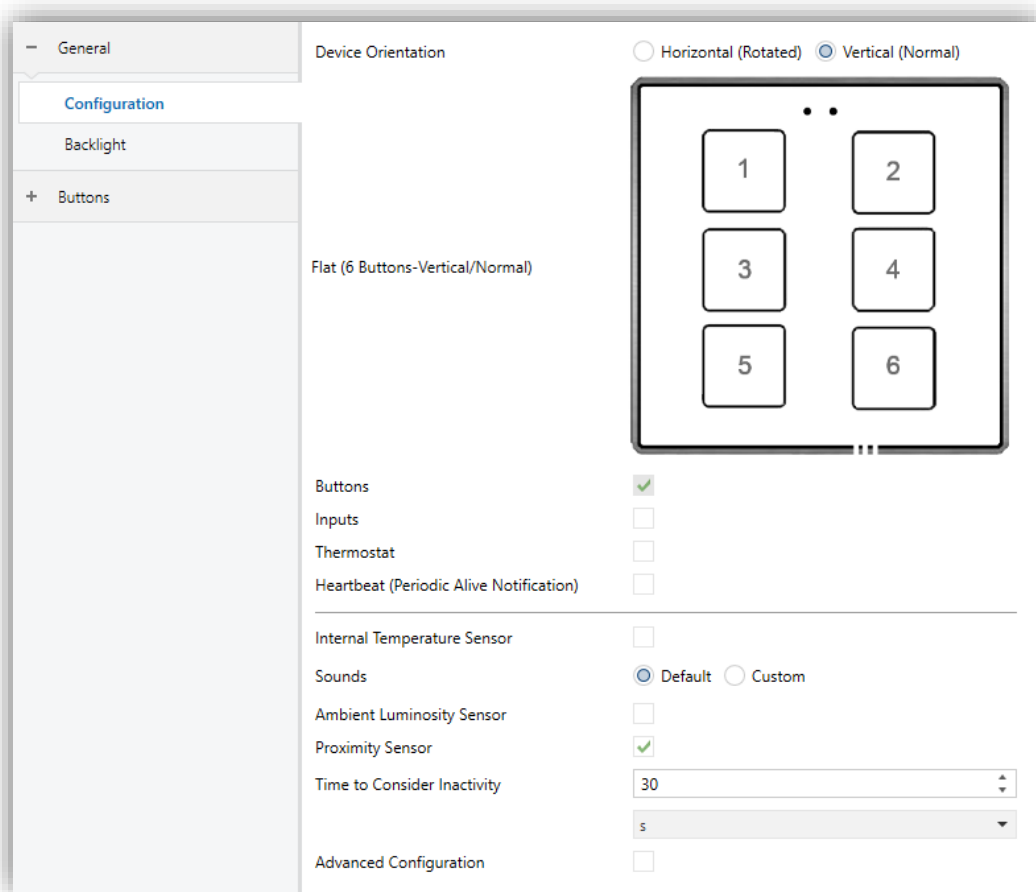 General
Configuration
Backlight
Buttons
Device Orientation Horizontal (Rotated) Vertical (Normal)
1 2
Flat (6 Buttons-Vertical/Normal) 3 4
5 6
Buttons
Inputs
Thermostat
Heartbeat (Periodic Alive Notification)
Internal Temperature Sensor
Sounds Default Custom
Ambient Luminosity Sensor
Proximity Sensor
Time to Consider Inactivity 30
s
Advanced Configuration